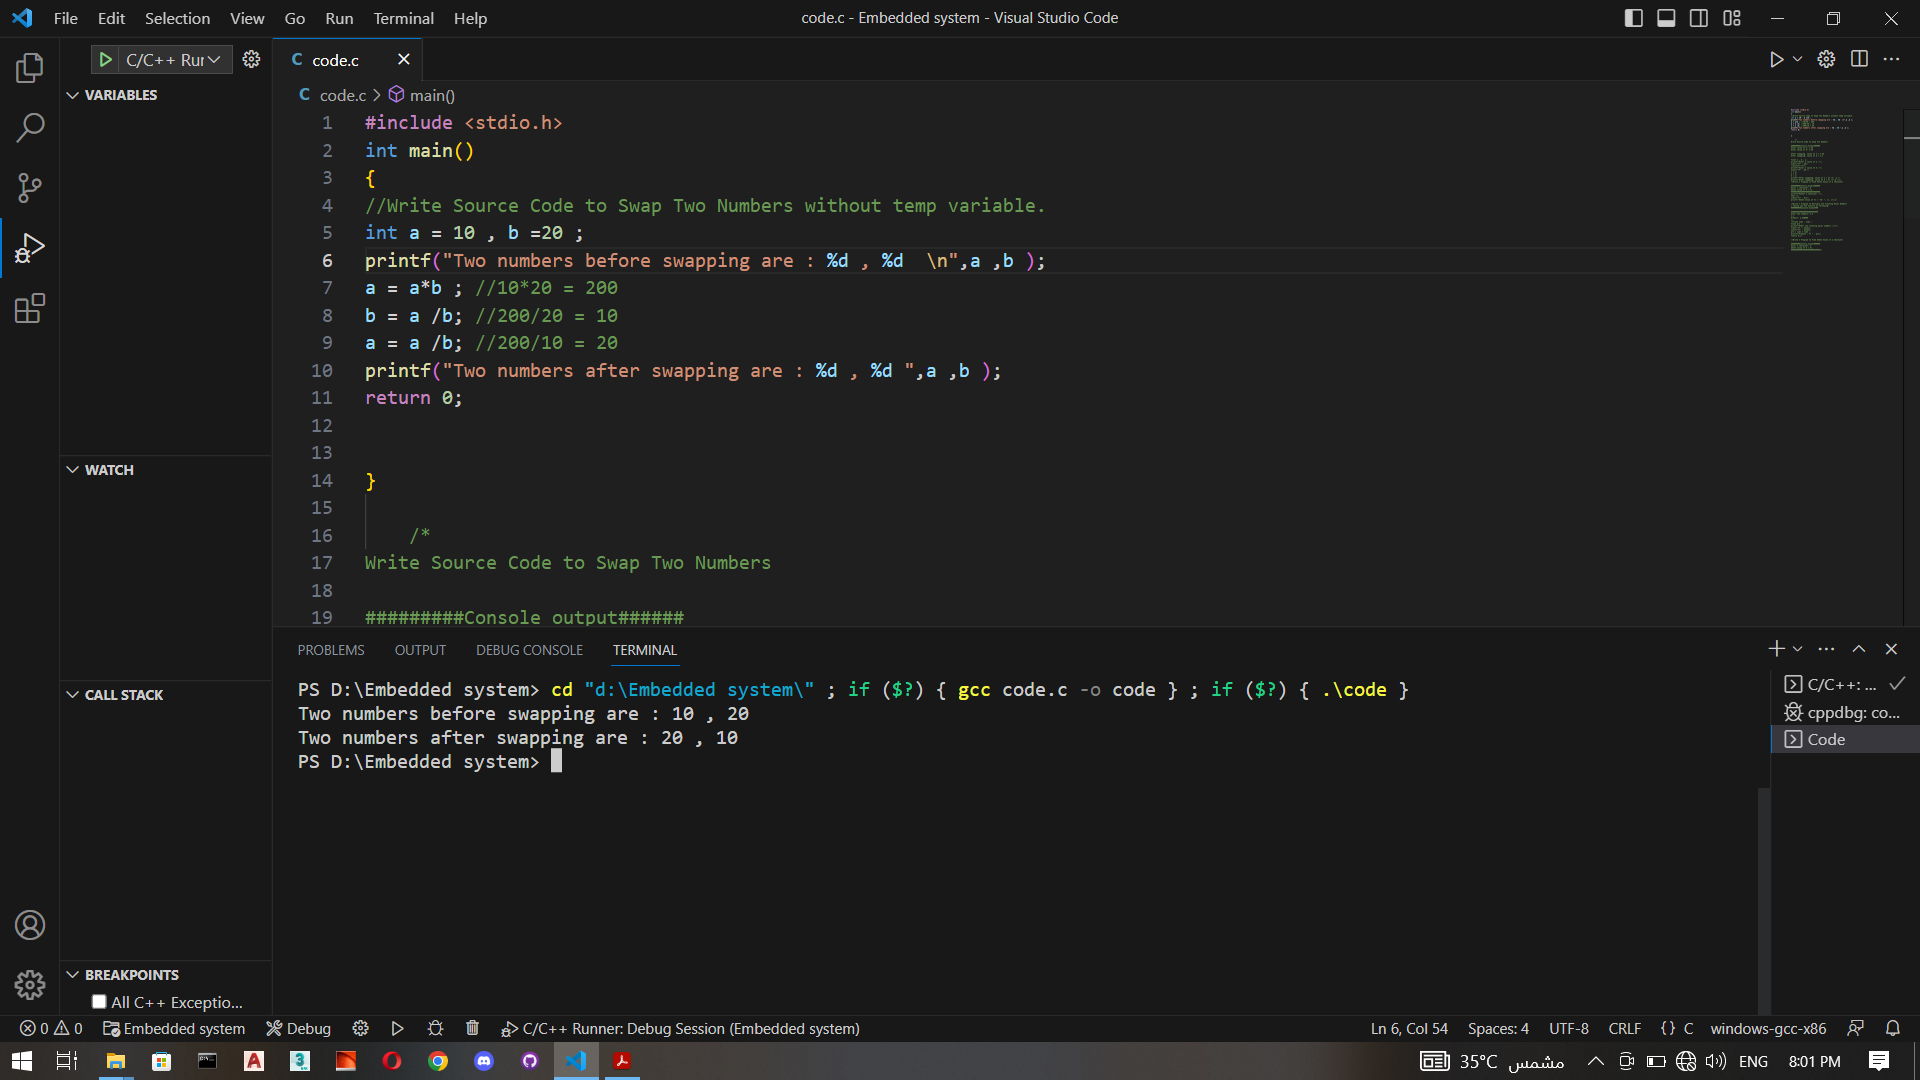 File Edit Selection View Go Run Terminal Help
code.c - Embedded system - Visual Studio Code
C/C++ Rur
C code.c
VARIABLES
C code.c > main()
1 #include <stdio.h>
2 int main()
3 {
4 //Write Source Code to Swap Two Numbers without temp variable.
5 int a = 10 , b =20 ;
6 printf("Two numbers before swapping are : %d , %d  \n",a ,b );
7 a = a*b ; //10*20 = 200
8 b = a /b; //200/20 = 10
9 a = a /b; //200/10 = 20
10 printf("Two numbers after swapping are : %d , %d ",a ,b );
11 return 0;
12
13
14 }
15
16 /*
17 Write Source Code to Swap Two Numbers
18
19 #########Console output######
WATCH
CALL STACK
BREAKPOINTS
All C++ Exceptio...
PROBLEMS OUTPUT DEBUG CONSOLE TERMINAL
PS D:\Embedded system> cd "d:\Embedded system\" ; if ($?) { gcc code.c -o code } ; if ($?) { .\code }
Two numbers before swapping are : 10 , 20
Two numbers after swapping are : 20 , 10
PS D:\Embedded system>
C/C++: ...
cppdbg: co...
Code
0 0 Embedded system Debug C/C++ Runner: Debug Session (Embedded system)
Ln 6, Col 54 Spaces: 4 UTF-8 CRLF {} C windows-gcc-x86
35°C مشمس ENG 8:01 PM